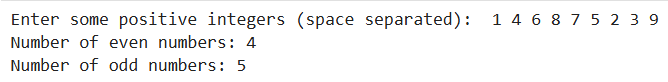 Enter some positive integers (space separated):  1 4 6 8 7 5 2 3 9
Number of even numbers: 4
Number of odd numbers: 5